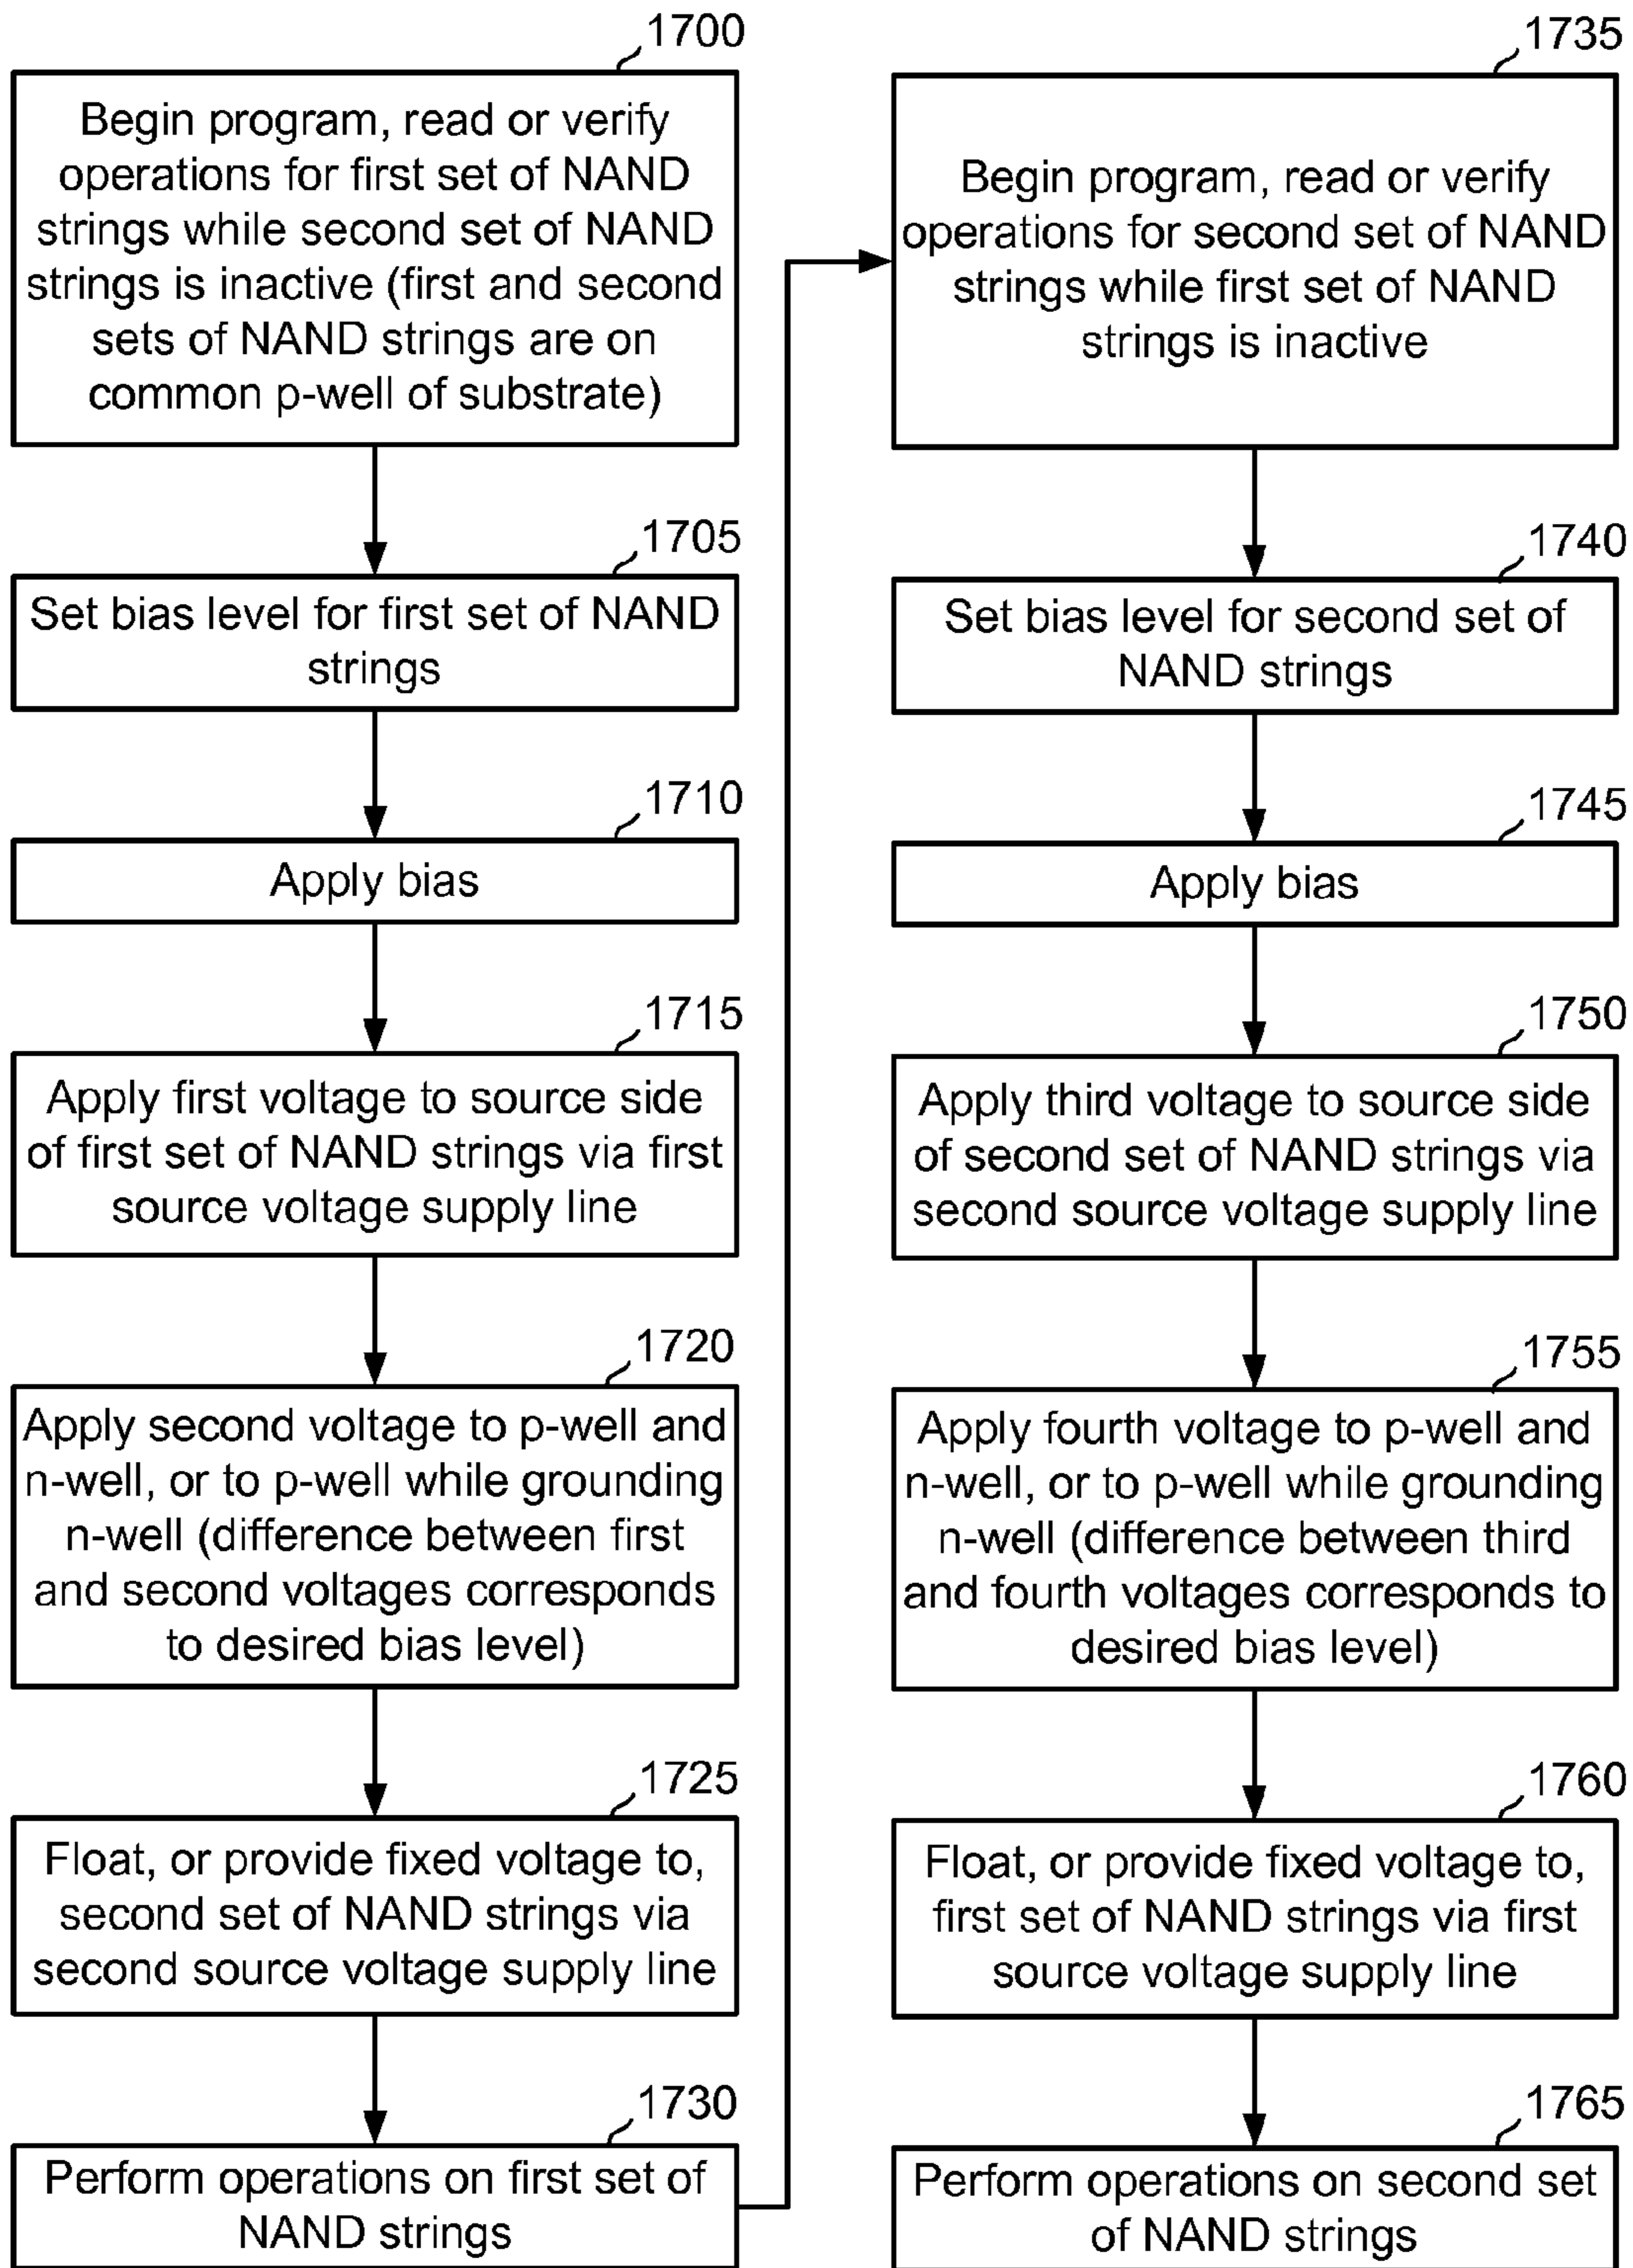 1700
Begin program, read or verify
operations for first set of NAND
strings while second set of NAND
strings is inactive (first and second
sets of NAND strings are on
common p-well of substrate)
1705
Set bias level for first set of NAND
strings
1710
Apply bias
1715
Apply first voltage to source side
of first set of NAND strings via first
source voltage supply line
1720
Apply second voltage to p-well and
n-well, or to p-well while grounding
n-well (difference between first
and second voltages corresponds
to desired bias level)
1725
Float, or provide fixed voltage to,
second set of NAND strings via
second source voltage supply line
1730
Perform operations on first set of
NAND strings
1735
Begin program, read or verify
operations for second set of NAND
strings while first set of NAND
strings is inactive
1740
Set bias level for second set of
NAND strings
1745
Apply bias
1750
Apply third voltage to source side
of second set of NAND strings via
second source voltage supply line
1755
Apply fourth voltage to p-well and
n-well, or to p-well while grounding
n-well (difference between third
and fourth voltages corresponds to
desired bias level)
1760
Float, or provide fixed voltage to,
first set of NAND strings via first
source voltage supply line
1765
Perform operations on second set
of NAND strings